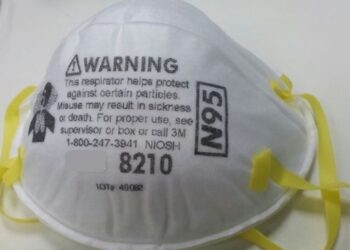 WARNING
This respirator helps protect
against certain particles.
Misuse may result in sickness
or death. For proper use, see
supervisor or box or call 3M
1-800-247-3941 NIOSH
N95
8210